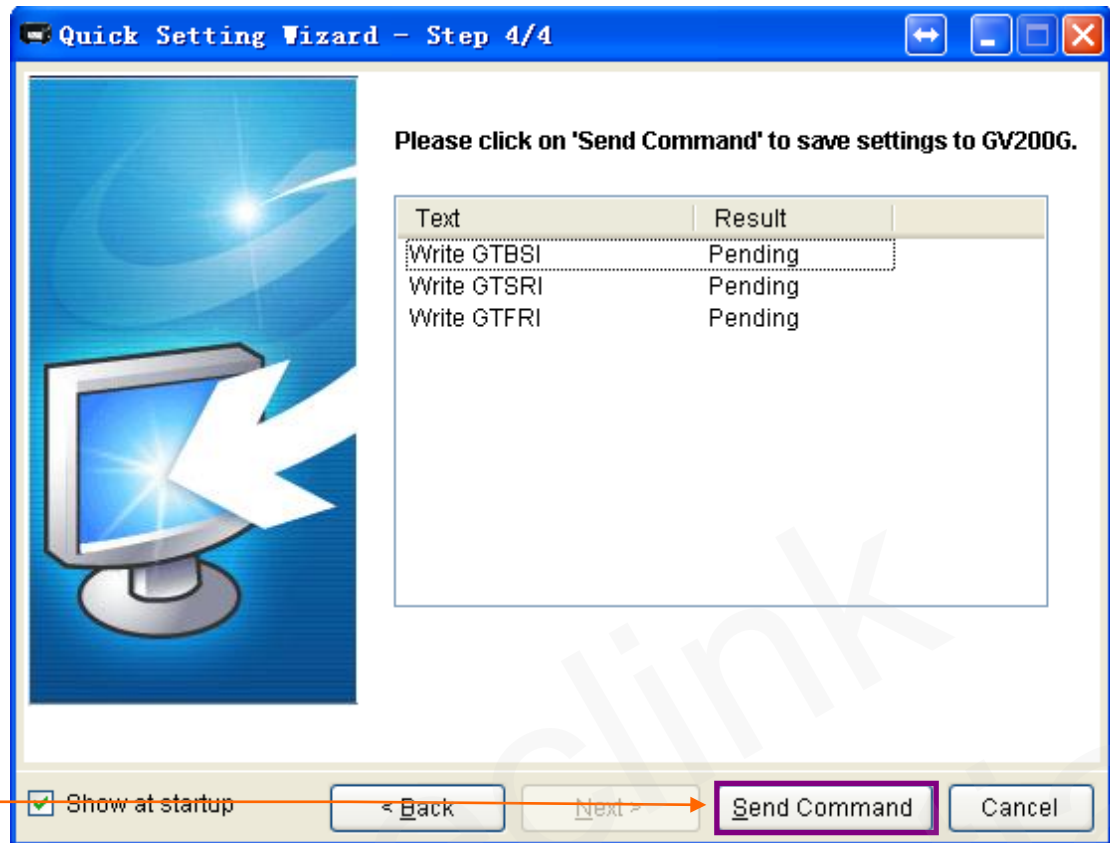 Quick Setting Wizard - Step 4/4
Please click on 'Send Command' to save settings to GV200G.
Text Result
Write GTBSI Pending
Write GTSRI Pending
Write GTFRI Pending
Show at startup < Back Next > Send Command Cancel